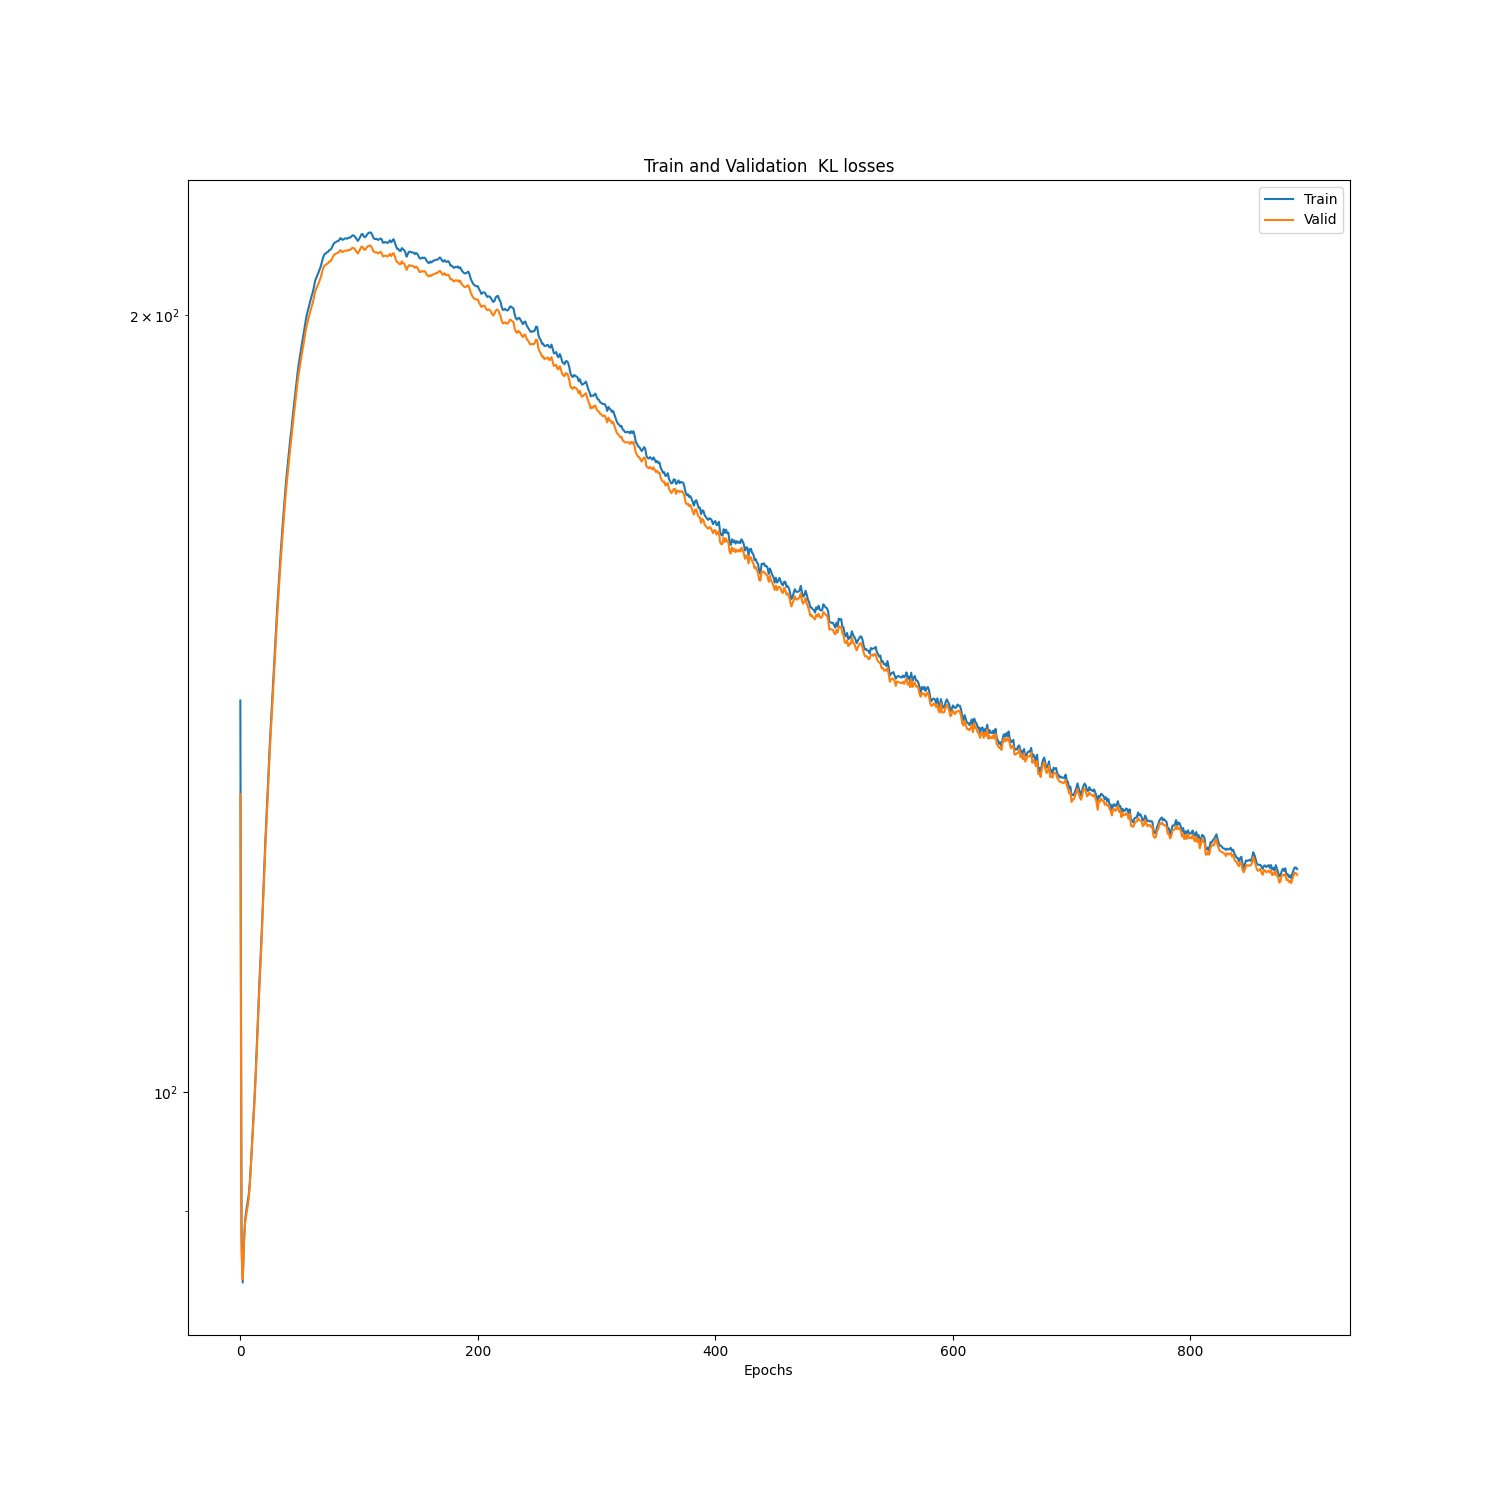 Train and Validation  KL losses
Train
Valid
2 × 10²
10²
0 200 400 600 800
Epochs